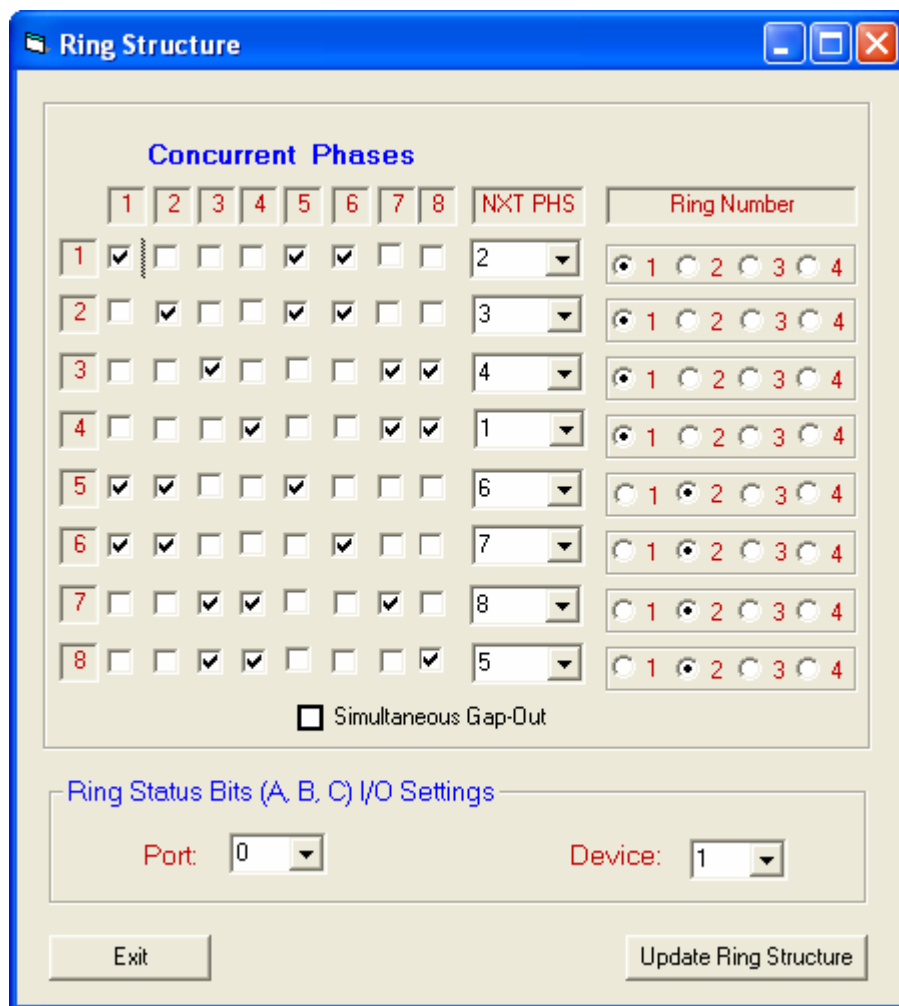 Ring Structure
Concurrent Phases
1 2 3 4 5 6 7 8 NXT PHS Ring Number
1 2 1 2 3 4
2 3 1 2 3 4
3 4 1 2 3 4
4 1 1 2 3 4
5 6 1 2 3 4
6 7 1 2 3 4
7 8 1 2 3 4
8 5 1 2 3 4
Simultaneous Gap-Out
Ring Status Bits (A, B, C) I/O Settings
Port: 0 Device: 1
Exit Update Ring Structure